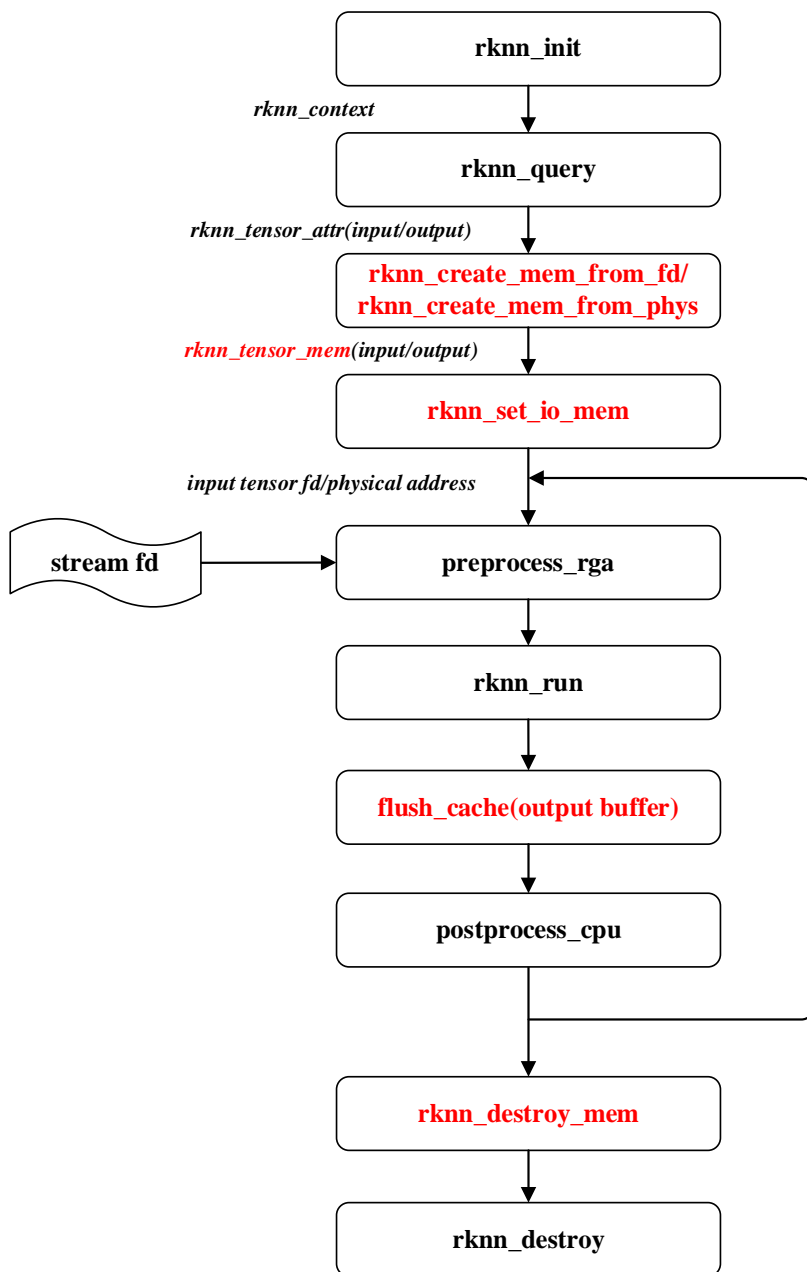 rknn_init
rknn_context
rknn_query
rknn_tensor_attr(input/output)
rknn_create_mem_from_fd/
rknn_create_mem_from_phys
rknn_tensor_mem(input/output)
rknn_set_io_mem
input tensor fd/physical address
stream fd
preprocess_rga
rknn_run
flush_cache(output buffer)
postprocess_cpu
rknn_destroy_mem
rknn_destroy